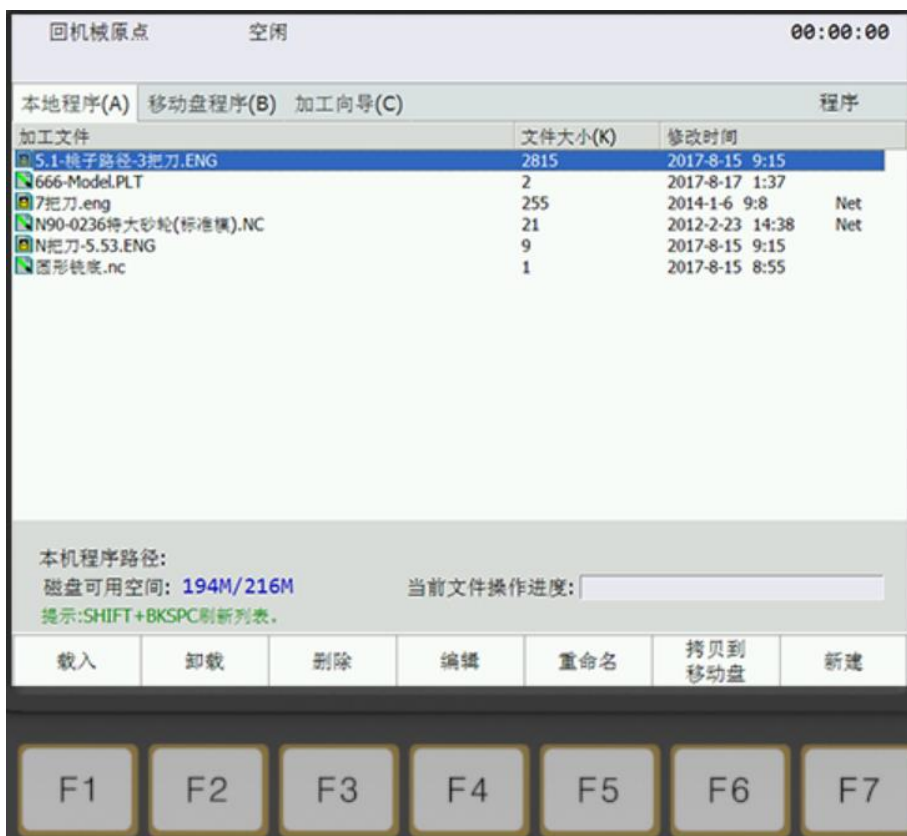 回机械原点 空闲 00:00:00
本地程序(A) 移动盘程序(B) 加工向导(C) 程序
加工文件 文件大小(K) 修改时间
5.1-桃子路径-3把刀.ENG 2815 2017-8-15 9:15
666-Model.PLT 2 2017-8-17 1:37
7把刀.eng 255 2014-1-6 9:8 Net
N90-0236特大砂轮(标准模).NC 21 2012-2-23 14:38 Net
N把刀-5.53.ENG 9 2017-8-15 9:15
圆形铣底.nc 1 2017-8-15 8:55
本机程序路径:
磁盘可用空间: 194M/216M 当前文件操作进度:
提示:SHIFT+BKSPC刷新列表。
载入 卸载 删除 编辑 重命名 拷贝到 新建
移动盘
F1 F2 F3 F4 F5 F6 F7